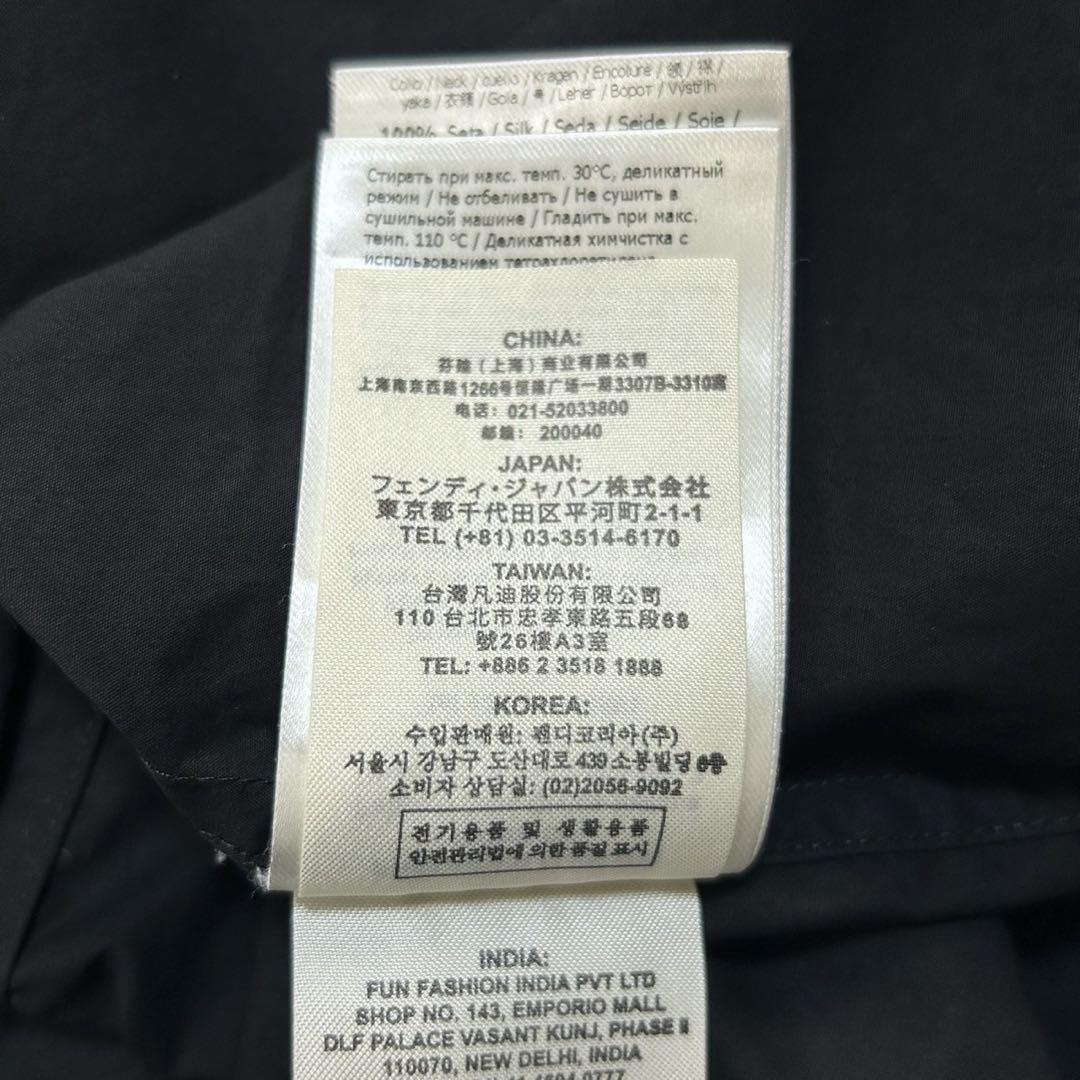 Collo / Neck / cuello / Kragen / Encolure / 領 / 깃 /
yaka / 衣領 / Gola / Leher / Ворот / Výstřih
100% Seta / Silk / Seda / Seide / Soie /
Стирать при макс. темп. 30°C, деликатный
режим / Не отбеливать / Не сушить в
сушильной машине / Гладить при макс.
темп. 110 °C / Деликатная химчистка с
использованием тетрахлорэтилена
CHINA:
芬迪（上海）商业有限公司
上海南京西路1266号恒隆广场一期3307B-3310室
电话： 021-52033800
邮编： 200040
JAPAN:
フェンディ・ジャパン株式会社
東京都千代田区平河町2-1-1
TEL (+81) 03-3514-6170
TAIWAN:
台灣凡迪股份有限公司
110 台北市忠孝東路五段68
號26樓A3室
TEL: +886 2 3518 1888
KOREA:
수입판매원: 펜디코리아(주)
서울시 강남구 도산대로 439 소봉빌딩 6층
소비자 상담실: (02)2056-9092
전기용품 및 생활용품
안전관리법에 의한 품질 표시
INDIA:
FUN FASHION INDIA PVT LTD
SHOP NO. 143, EMPORIO MALL
DLF PALACE VASANT KUNJ, PHASE II
110070, NEW DELHI, INDIA